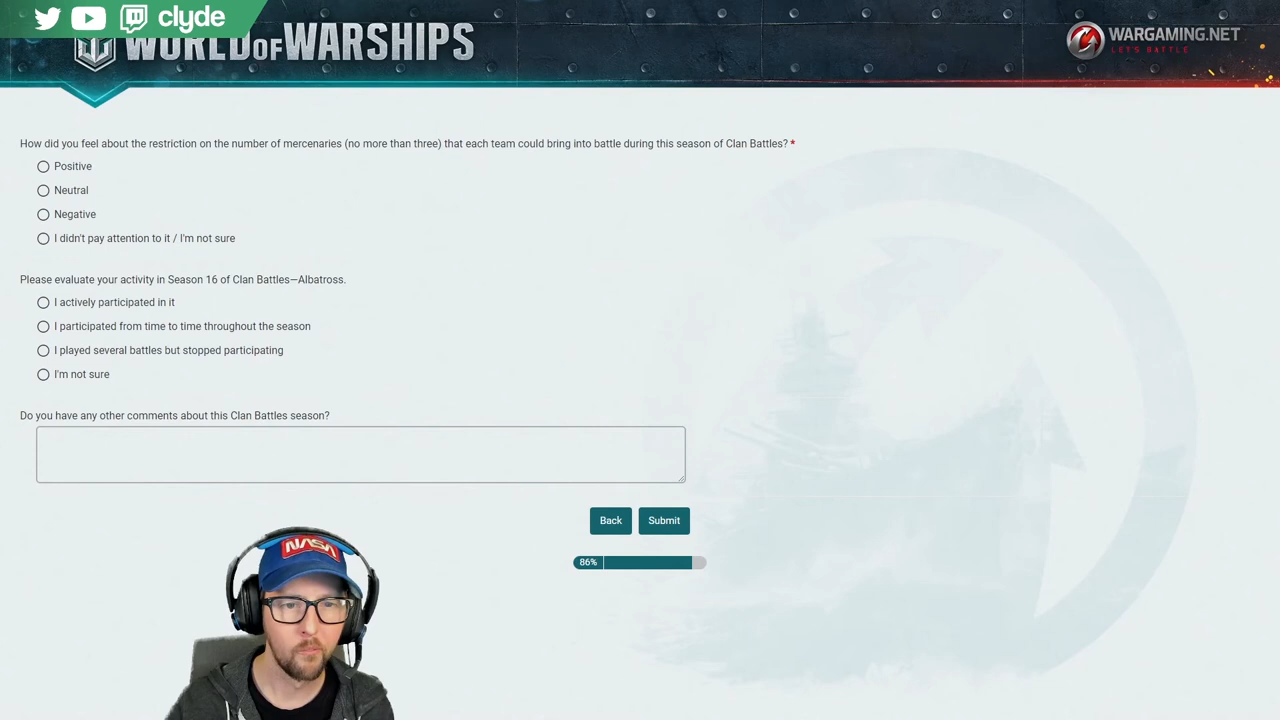 clyde
WORLD OF WARSHIPS
WARGAMING.NET
LET'S BATTLE
How did you feel about the restriction on the number of mercenaries (no more than three) that each team could bring into battle during this season of Clan Battles? *
Positive
Neutral
Negative
I didn't pay attention to it / I'm not sure
Please evaluate your activity in Season 16 of Clan Battles—Albatross.
I actively participated in it
I participated from time to time throughout the season
I played several battles but stopped participating
I'm not sure
Do you have any other comments about this Clan Battles season?
Back Submit
86%
NASA